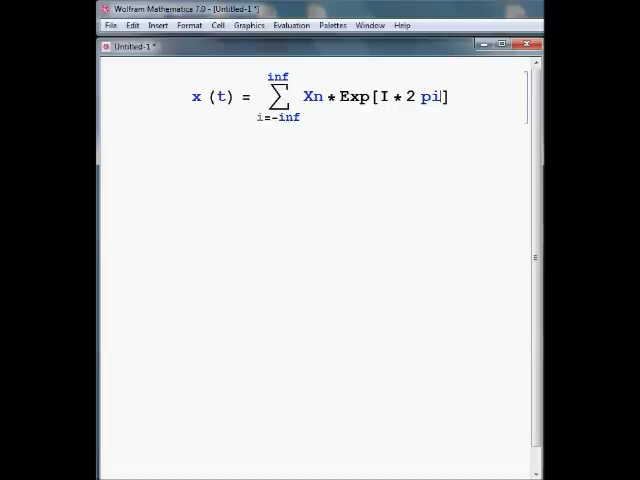 Wolfram Mathematica 7.0 - [Untitled-1 *]
File Edit Insert Format Cell Graphics Evaluation Palettes Window Help
Untitled-1 *
inf
x (t) = ∑ Xn * Exp[I * 2 pi]
i=-inf